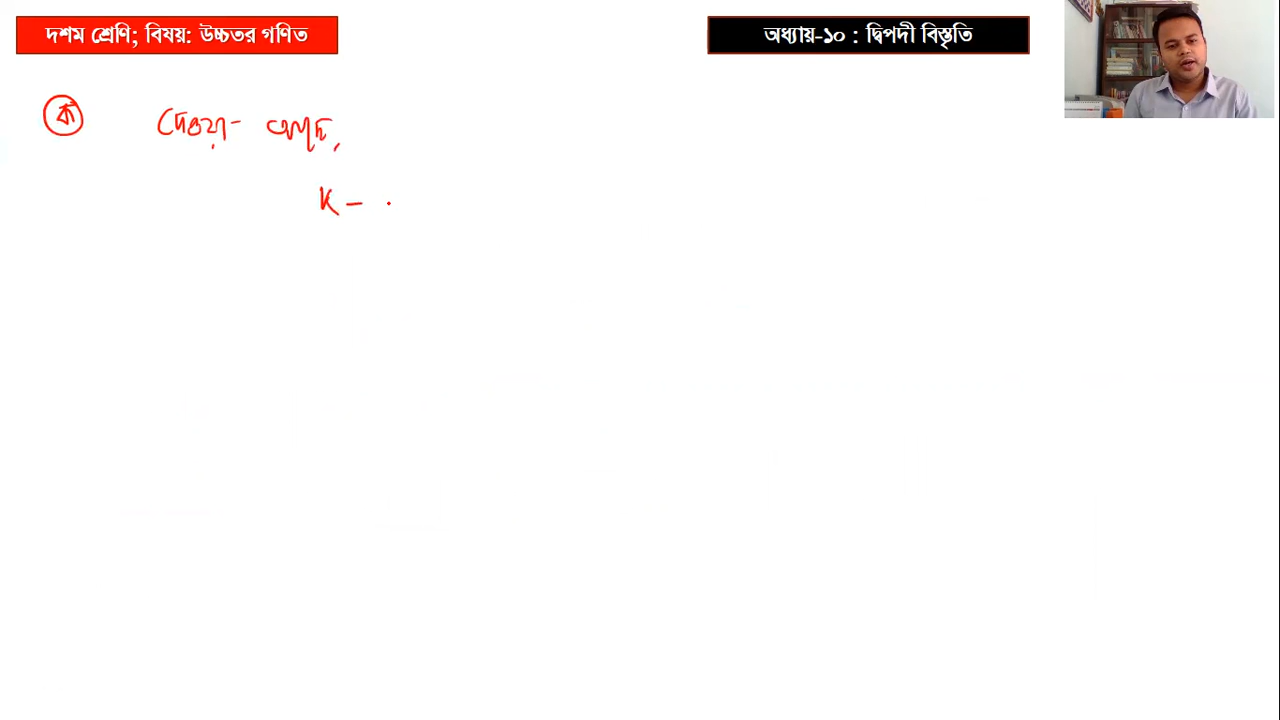 দশম শ্রেণি; বিষয়: উচ্চতর গণিত
অধ্যায়-১০ : দ্বিপদী বিস্তৃতি
ক
দেওয়া আছে,
K -